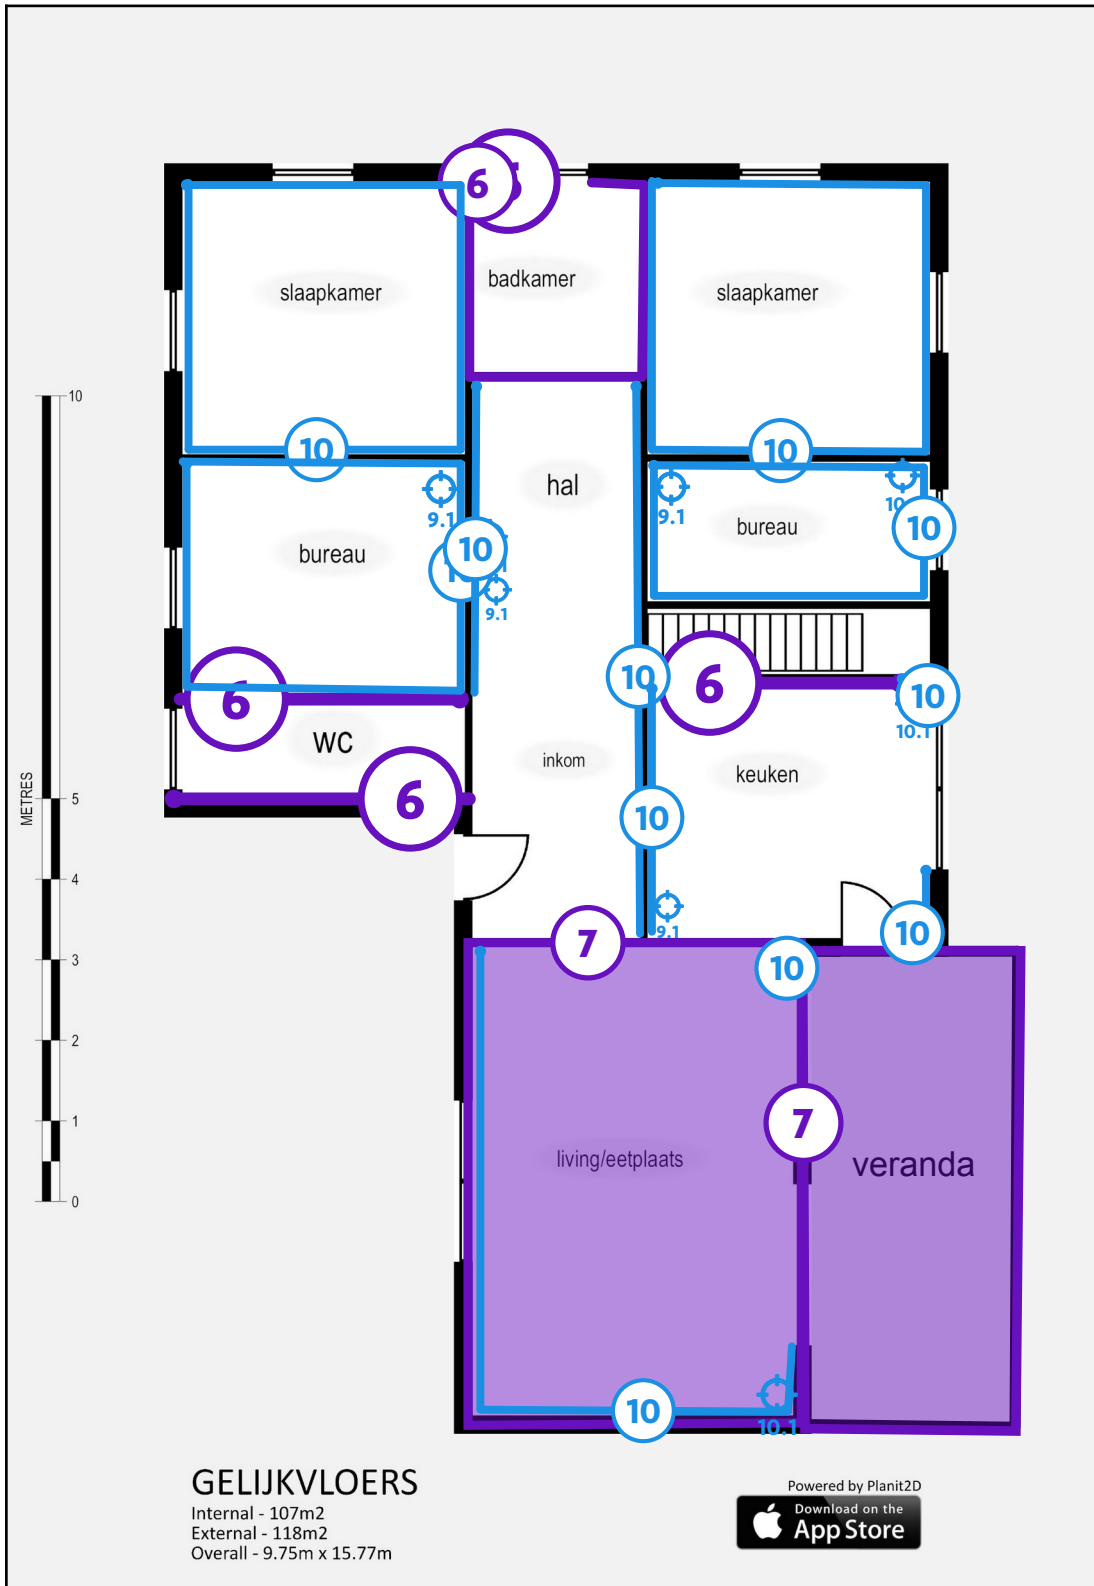 6
badkamer
slaapkamer
slaapkamer
10
10
10
hal
9.1
9.1
10
bureau
10
bureau
10
9.1
10
6
10
6
10.1
WC
inkom
keuken
METRES
5
6
10
4
9.1
10
7
3
10
2
7
1
living/eetplaats
veranda
0
10
10.1
GELIJKVLOERS
Internal - 107m2
External - 118m2
Overall - 9.75m x 15.77m
Powered by Planit2D
Download on the
App Store